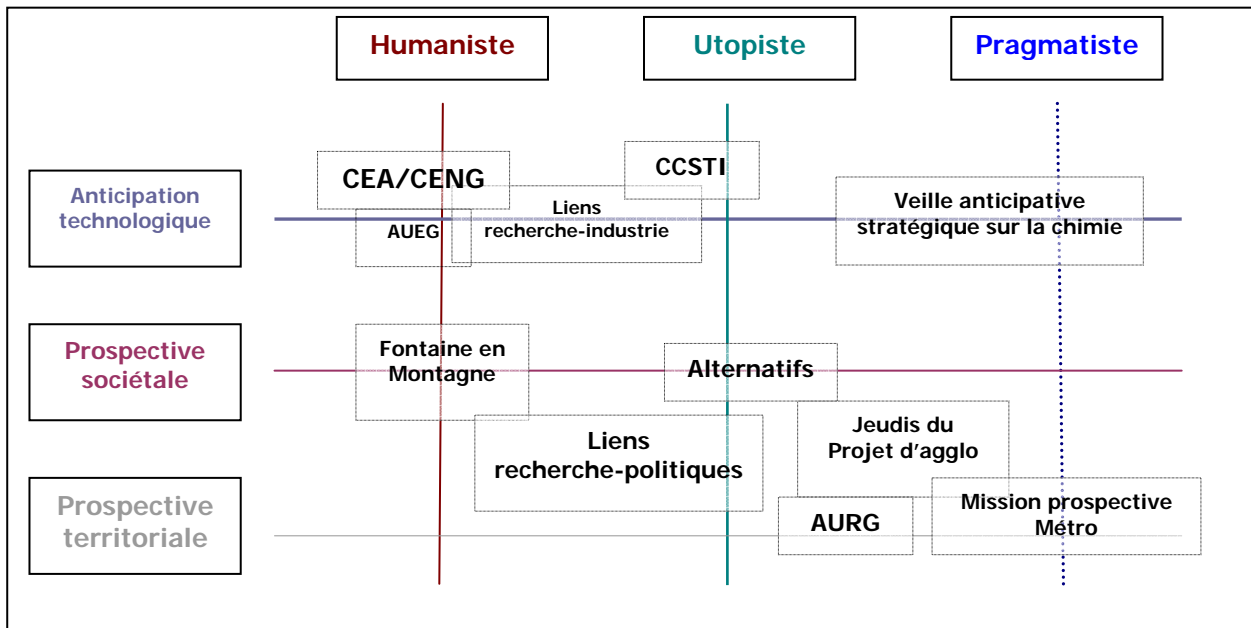 Humaniste
Utopiste
Pragmatiste
Anticipation
technologique
CEA/CENG
CCSTI
AUEG
Liens
recherche-industrie
Veille anticipative
stratégique sur la chimie
Prospective
sociétale
Fontaine en
Montagne
Alternatifs
Liens
recherche-politiques
Jeudis du
Projet d’agglo
Prospective
territoriale
AURG
Mission prospective
Métro